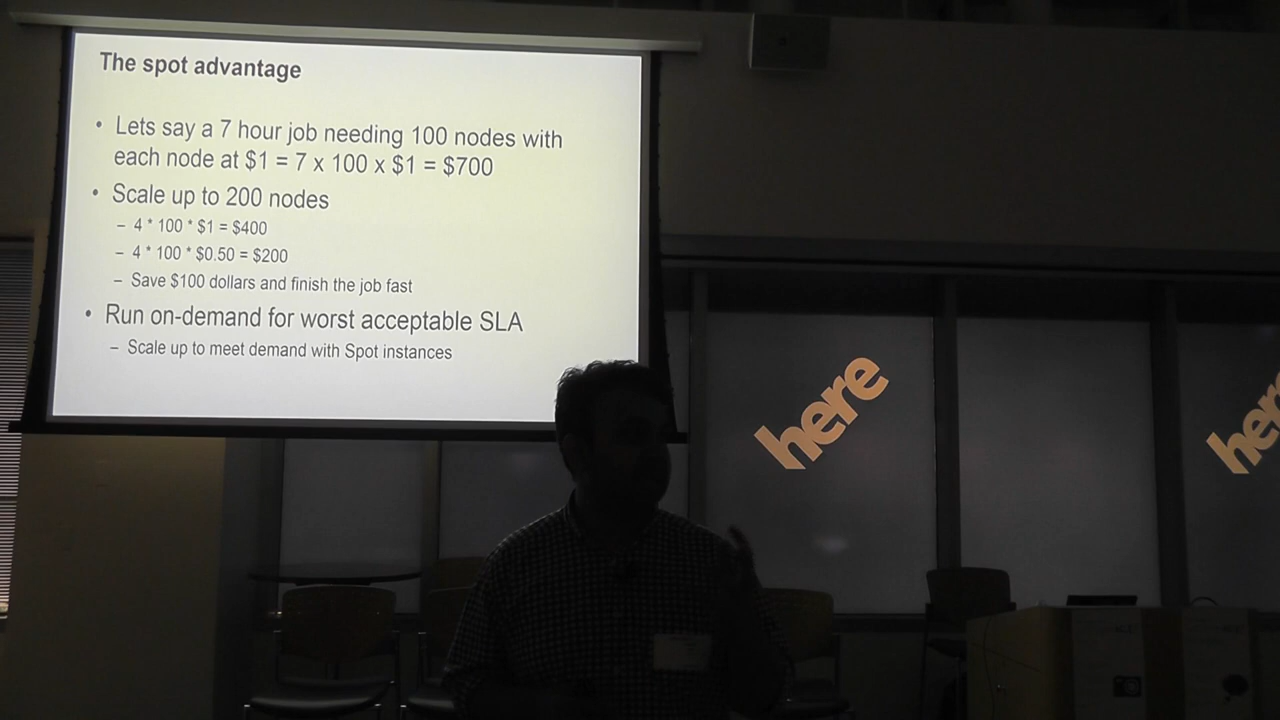 The spot advantage
• Lets say a 7 hour job needing 100 nodes with
each node at $1 = 7 x 100 x $1 = $700
• Scale up to 200 nodes
– 4 * 100 * $1 = $400
– 4 * 100 * $0.50 = $200
– Save $100 dollars and finish the job fast
• Run on-demand for worst acceptable SLA
– Scale up to meet demand with Spot instances
here
here